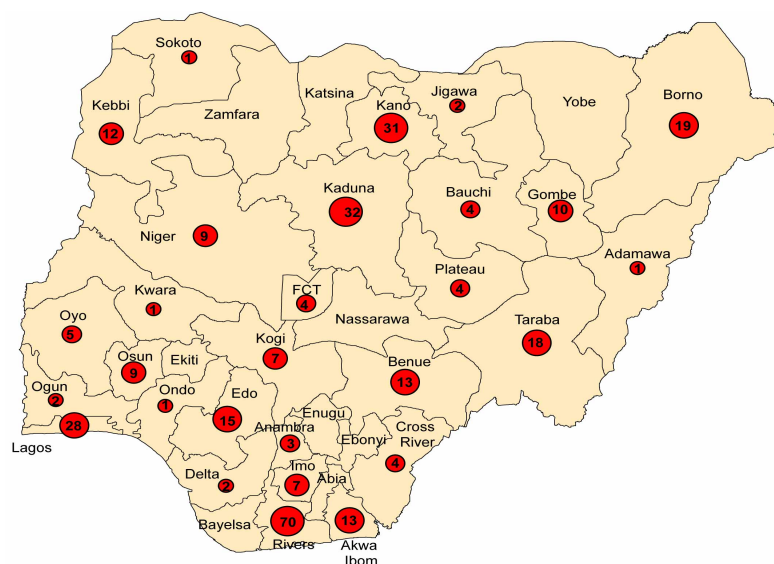 Sokoto
1
Kebbi
12
Zamfara
Katsina
Kano
31
Jigawa
2
Yobe
Borno
19
Kaduna
32
Bauchi
4
Gombe
10
Niger
9
Adamawa
1
Plateau
4
FCT
4
Kwara
1
Nassarawa
Taraba
18
Oyo
5
Kogi
7
Osun
9
Ekiti
Benue
13
Ogun
2
Ondo
1
Edo
15
Lagos
28
Enugu
Anambra
3
Ebonyi
Cross
River
4
Delta
2
Imo
7
Abia
Bayelsa
70
Rivers
13
Akwa
Ibom